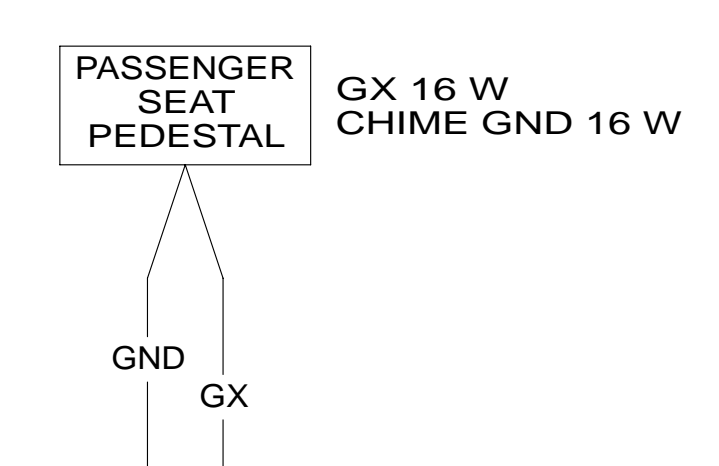 PASSENGER
SEAT
PEDESTAL
GX 16 W
CHIME GND 16 W
GND
GX